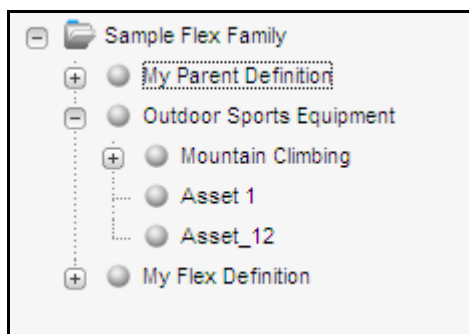 Sample Flex Family
My Parent Definition
Outdoor Sports Equipment
Mountain Climbing
Asset 1
Asset_12
My Flex Definition